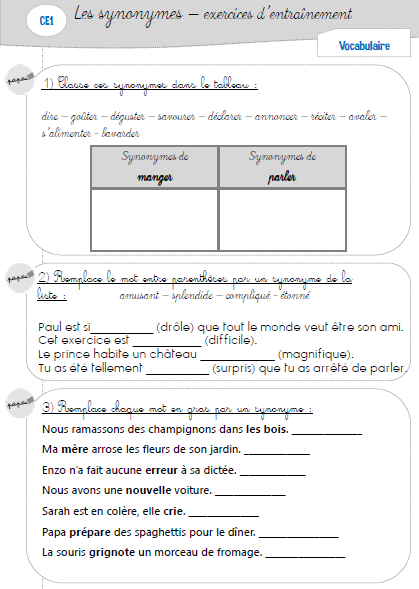 CE1
Les synonymes – exercices d'entraînement
Vocabulaire
1) Classe ces synonymes dans le tableau :
dire – goûter – déguster – savourer – déclarer – annoncer – réciter – avaler –
s'alimenter - bavarder
Synonymes de manger
Synonymes de parler
2) Remplace le mot entre parenthèses par un synonyme de la
liste :
amusant – splendide – compliqué - étonné
Paul est si__________ (drôle) que tout le monde veut être son ami.
Cet exercice est ___________ (difficile).
Le prince habite un château ____________ (magnifique).
Tu as été tellement __________ (surpris) que tu as arrêté de parler.
3) Remplace chaque mot en gras par un synonyme :
Nous ramassons des champignons dans les bois. _____________
Ma mère arrose les fleurs de son jardin. ____________
Enzo n'a fait aucune erreur à sa dictée. ____________
Nous avons une nouvelle voiture. _____________
Sarah est en colère, elle crie. _____________
Papa prépare des spaghettis pour le dîner. _______________
La souris grignote un morceau de fromage. _______________